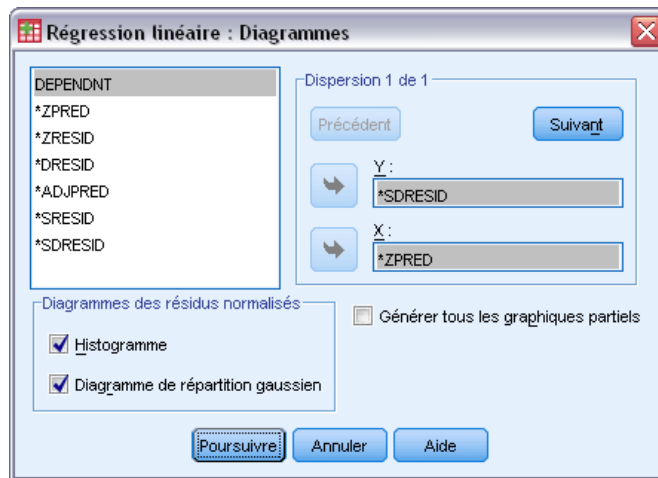 Régression linéaire : Diagrammes
DEPENDNT
*ZPRED
*ZRESID
*DRESID
*ADJPRED
*SRESID
*SDRESID
Dispersion 1 de 1
Précédent
Suivant
Y :
*SDRESID
X :
*ZPRED
Diagrammes des résidus normalisés
Histogramme
Diagramme de répartition gaussien
Générer tous les graphiques partiels
Poursuivre
Annuler
Aide